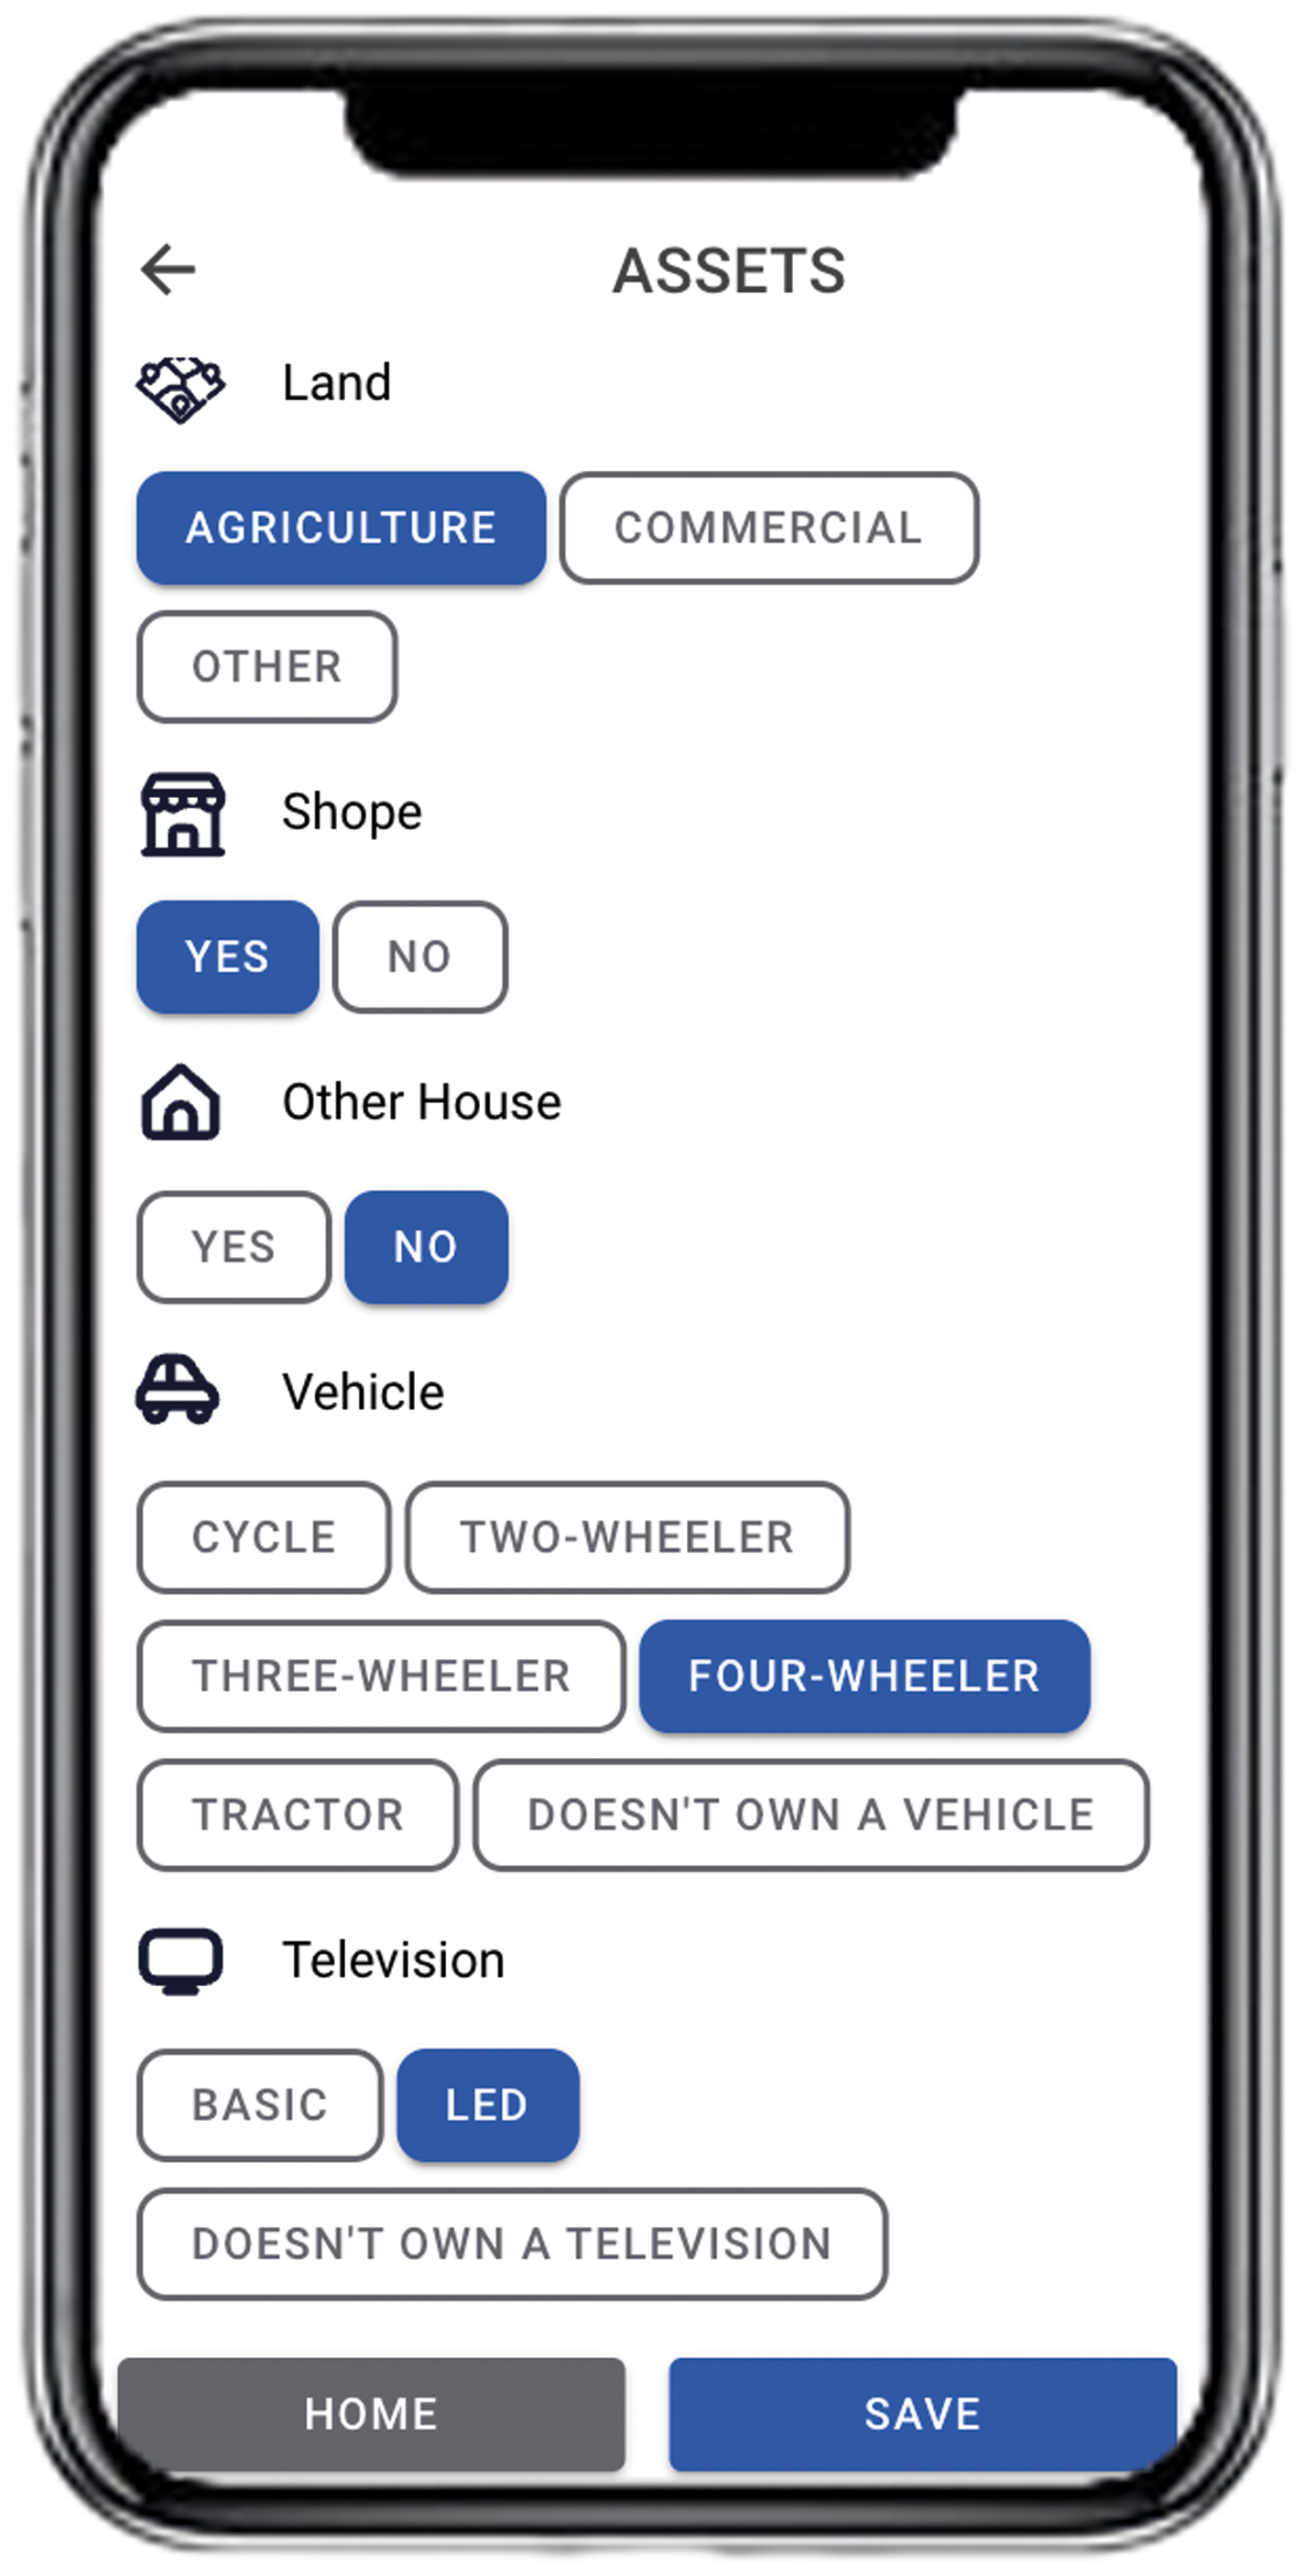 ASSETS
Land
AGRICULTURE COMMERCIAL
OTHER
Shope
YES NO
Other House
YES NO
Vehicle
CYCLE TWO-WHEELER
THREE-WHEELER FOUR-WHEELER
TRACTOR DOESN'T OWN A VEHICLE
Television
BASIC LED
DOESN'T OWN A TELEVISION
HOME SAVE